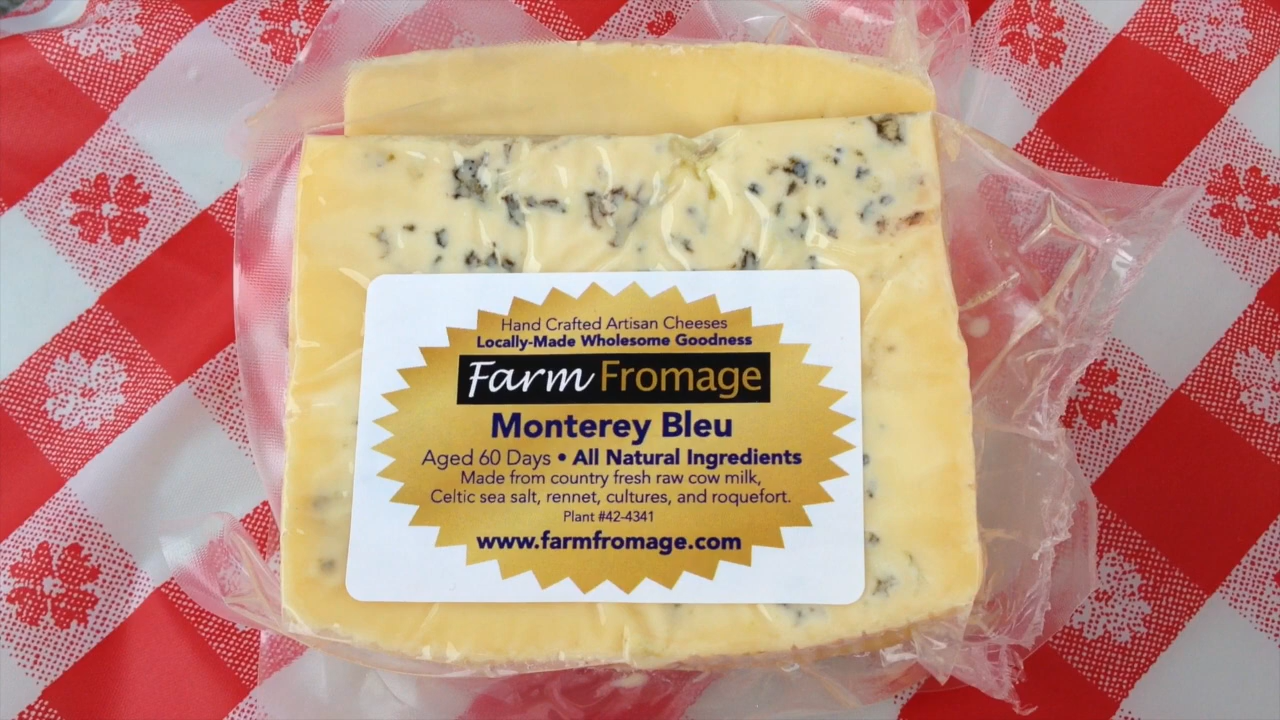 Hand Crafted Artisan Cheeses
Locally-Made Wholesome Goodness
Farm Fromage
Monterey Bleu
Aged 60 Days • All Natural Ingredients
Made from country fresh raw cow milk,
Celtic sea salt, rennet, cultures, and roquefort.
Plant #42-4341
www.farmfromage.com